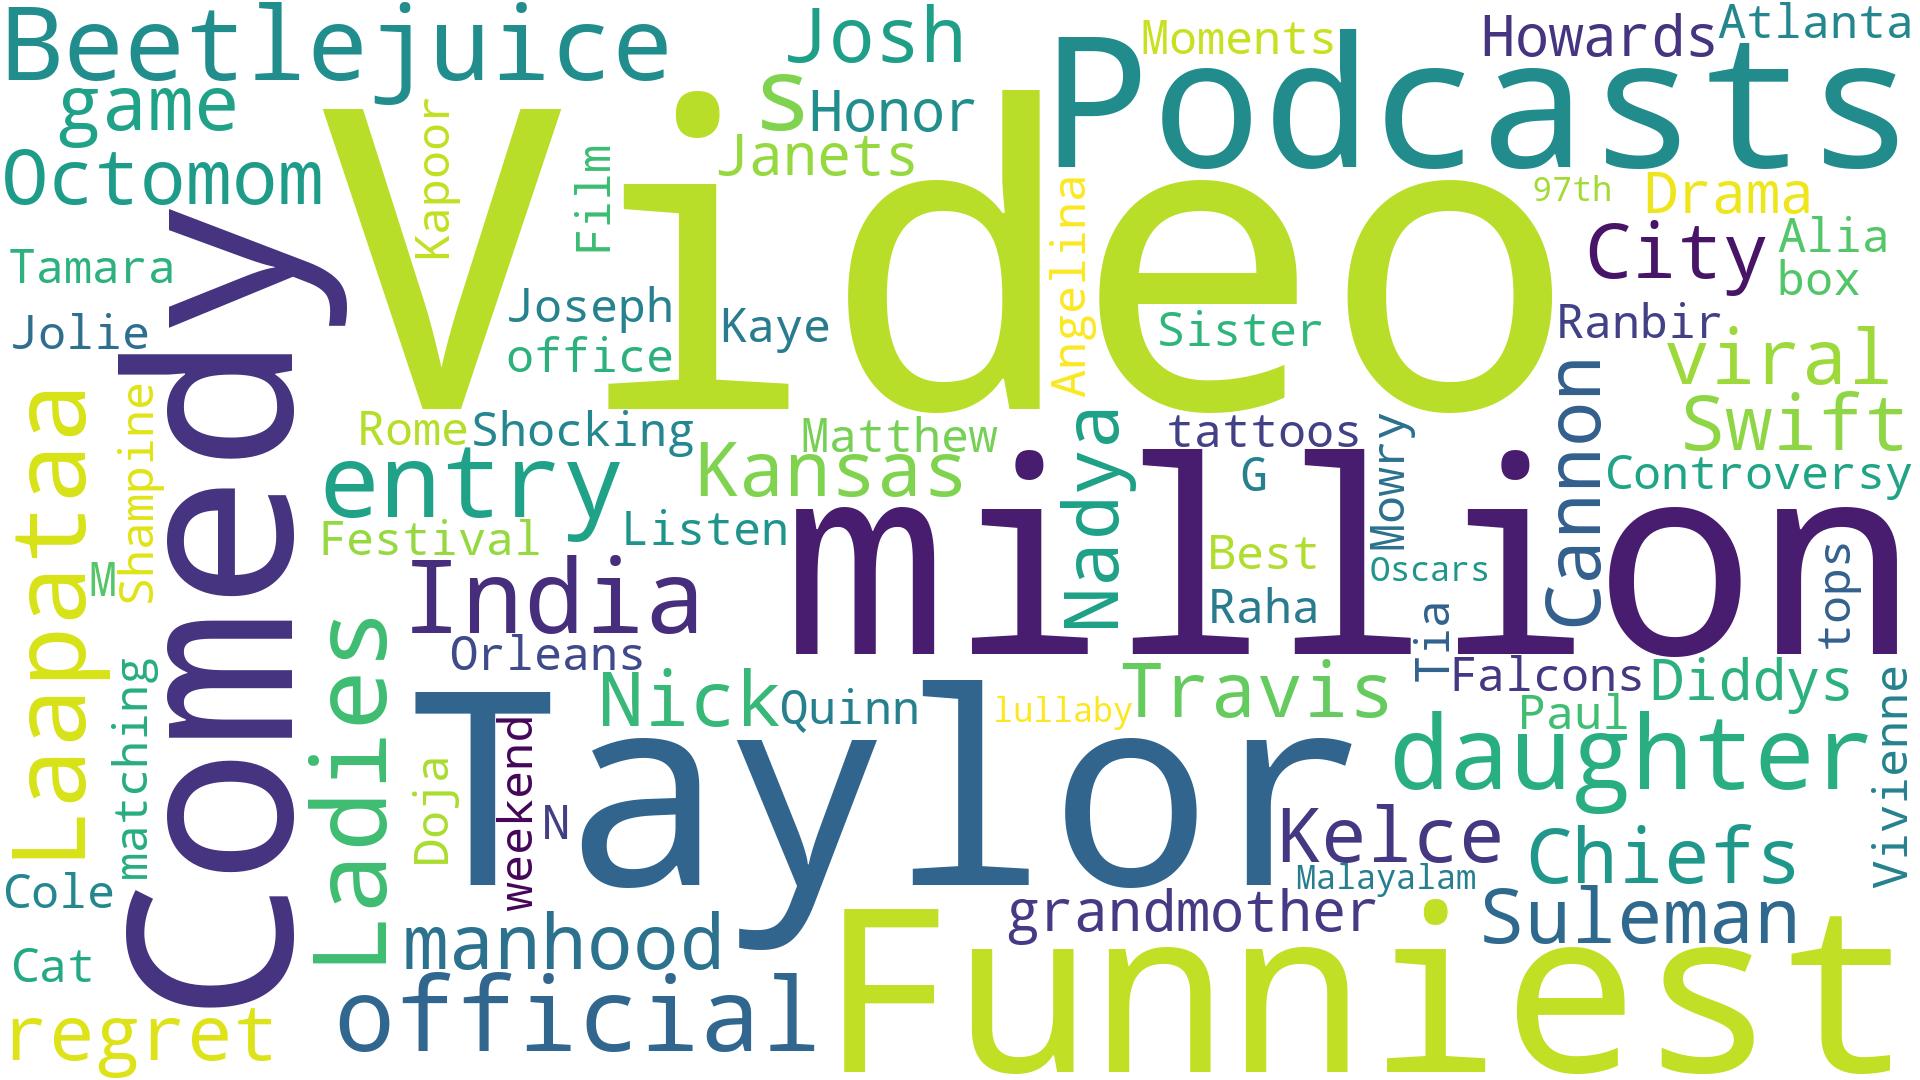 Beetlejuice
Josh
Moments
Howards
Atlanta
game
s
Honor
Podcasts
Octomom
Kapoor
Film
Janets
Video
Angelina
97th
Drama
Tamara
City
Alia
box
Jolie
Joseph
office
Kaye
Sister
Ranbir
viral
Comedy
Laapataa
Shampine
Rome
Shocking
Matthew
tattoos
Mowry
Cannon
Swift
entry
Kansas
Nadya
G
Controversy
Festival
Listen
million
Best
Oscars
M
India
Raha
tops
Orleans
Tia
Falcons
Diddys
matching
Ladies
Nick
Quinn
lullaby
Travis
Paul
Vivienne
Doja
weekend
N
Taylor
daughter
Kelce
Chiefs
Cole
Malayalam
grandmother
Suleman
manhood
Cat
official
Funniest
regret